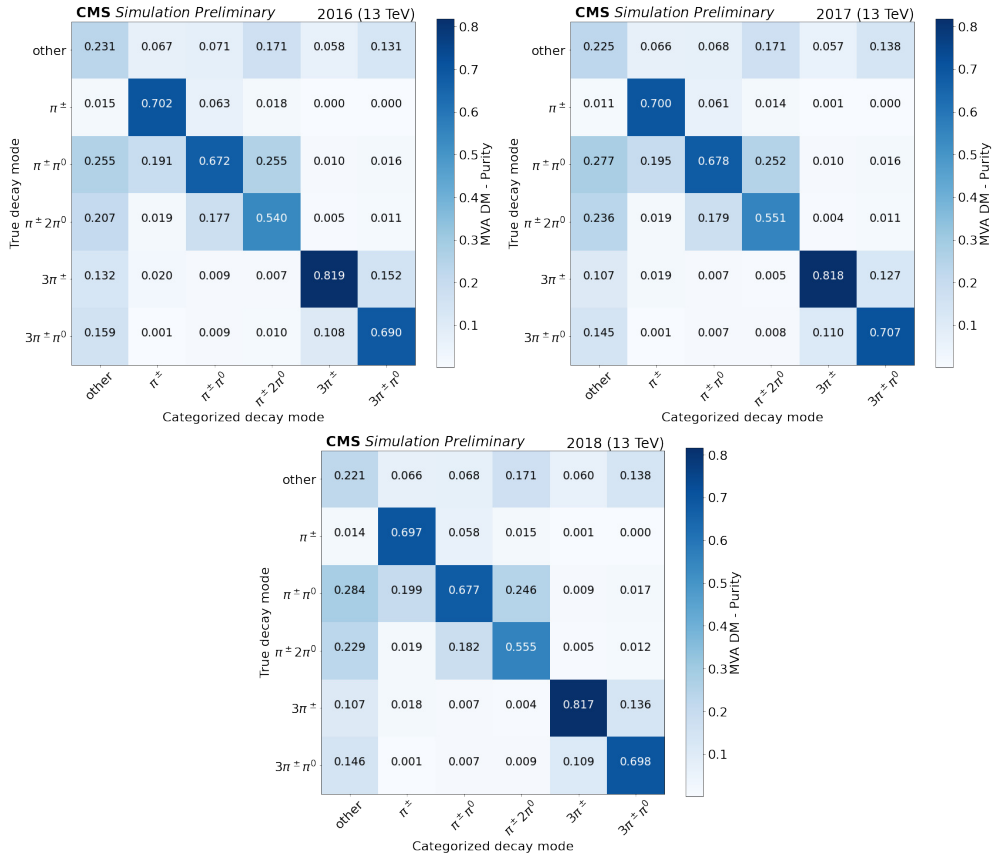 CMS Simulation Preliminary 2016 (13 TeV)
other 0.231 0.067 0.071 0.171 0.058 0.131
π± 0.015 0.702 0.063 0.018 0.000 0.000
π±π⁰ 0.255 0.191 0.672 0.255 0.010 0.016
π±2π⁰ 0.207 0.019 0.177 0.540 0.005 0.011
3π± 0.132 0.020 0.009 0.007 0.819 0.152
3π±π⁰ 0.159 0.001 0.009 0.010 0.108 0.690
other π± π±π⁰ π±2π⁰ 3π± 3π±π⁰
Categorized decay mode
True decay mode
0.8
0.7
0.6
0.5
0.4
0.3
0.2
0.1
MVA DM - Purity
CMS Simulation Preliminary 2017 (13 TeV)
other 0.225 0.066 0.068 0.171 0.057 0.138
π± 0.011 0.700 0.061 0.014 0.001 0.000
π±π⁰ 0.277 0.195 0.678 0.252 0.010 0.016
π±2π⁰ 0.236 0.019 0.179 0.551 0.004 0.011
3π± 0.107 0.019 0.007 0.005 0.818 0.127
3π±π⁰ 0.145 0.001 0.007 0.008 0.110 0.707
other π± π±π⁰ π±2π⁰ 3π± 3π±π⁰
Categorized decay mode
True decay mode
0.8
0.7
0.6
0.5
0.4
0.3
0.2
0.1
MVA DM - Purity
CMS Simulation Preliminary 2018 (13 TeV)
other 0.221 0.066 0.068 0.171 0.060 0.138
π± 0.014 0.697 0.058 0.015 0.001 0.000
π±π⁰ 0.284 0.199 0.677 0.246 0.009 0.017
π±2π⁰ 0.229 0.019 0.182 0.555 0.005 0.012
3π± 0.107 0.018 0.007 0.004 0.817 0.136
3π±π⁰ 0.146 0.001 0.007 0.009 0.109 0.698
other π± π±π⁰ π±2π⁰ 3π± 3π±π⁰
Categorized decay mode
True decay mode
0.8
0.7
0.6
0.5
0.4
0.3
0.2
0.1
MVA DM - Purity